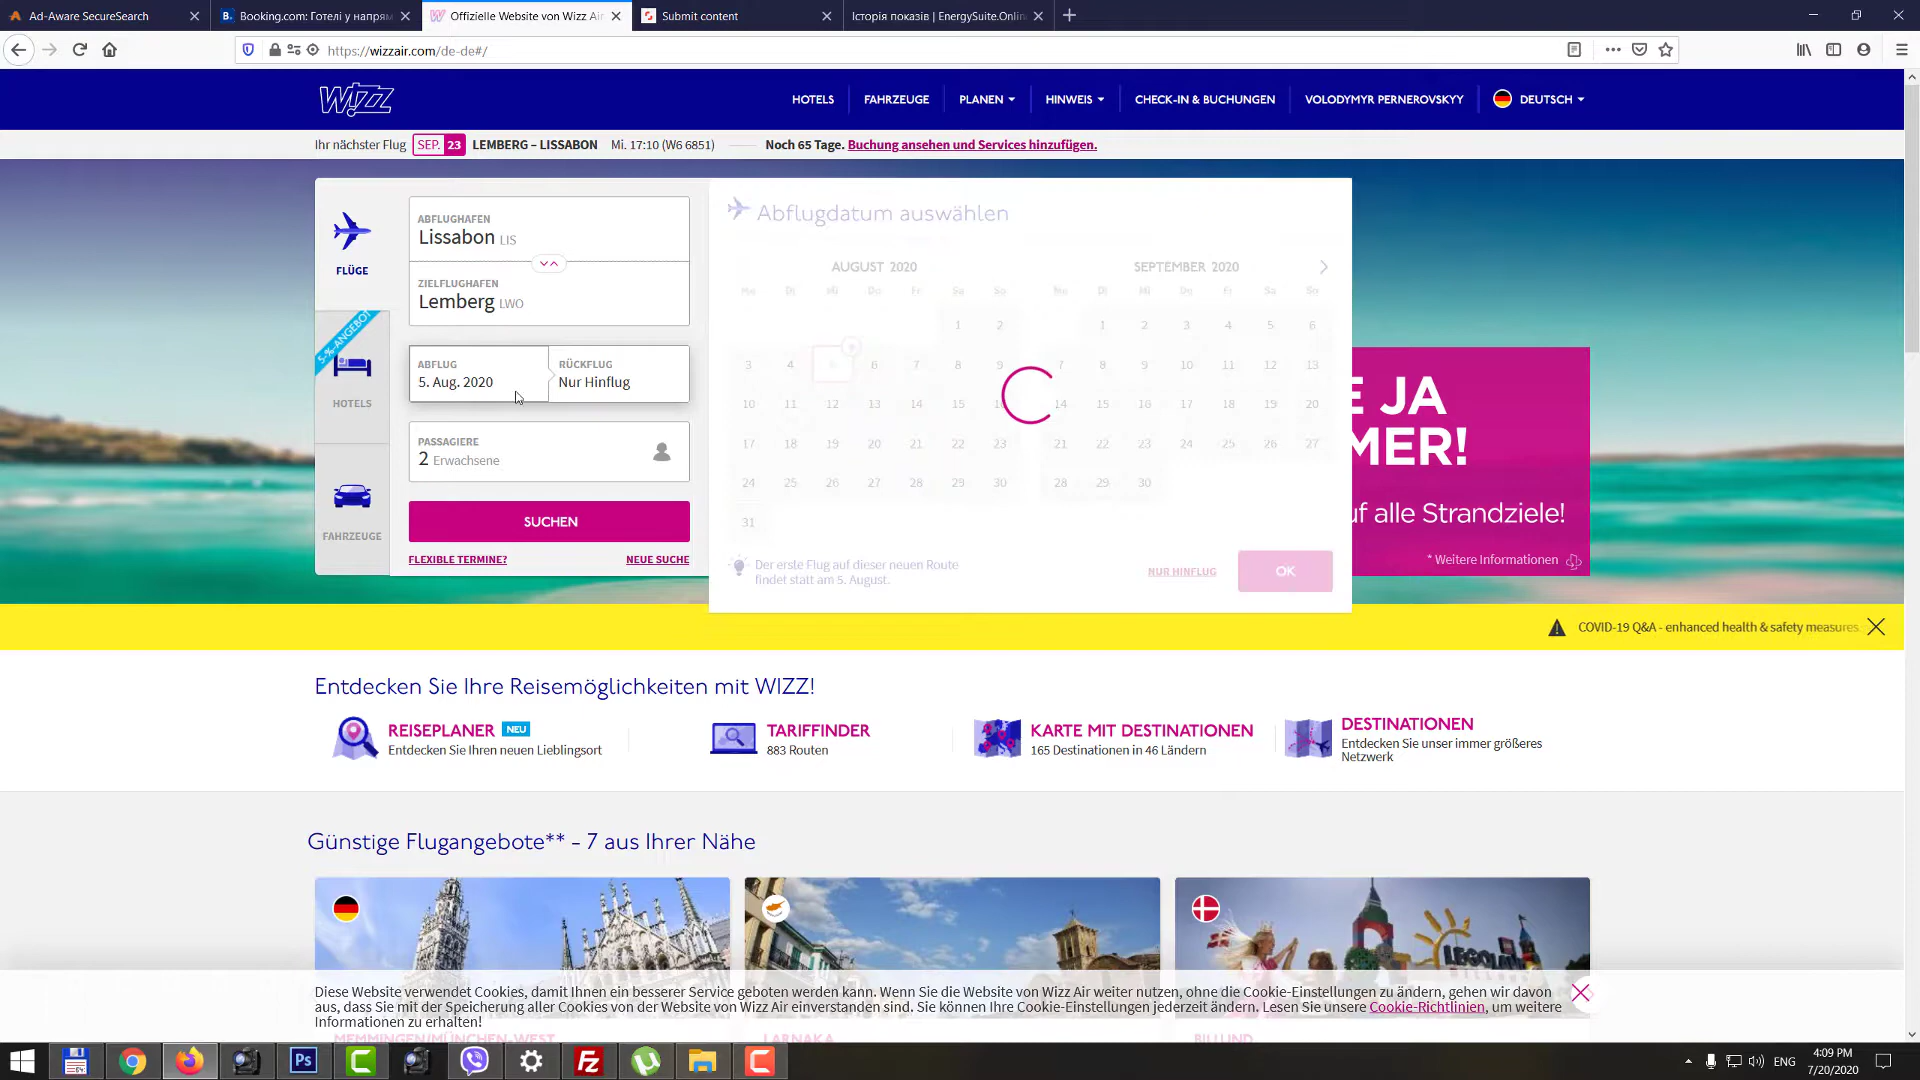 Ad-Aware SecureSearch
Booking.com: Готелі у напрям
Offizielle Website von Wizz Air
Submit content
Історія показів | EnergySuite.Onlin
https://wizzair.com/de-de#/
WIZZ
HOTELS
FAHRZEUGE
PLANEN
HINWEIS
CHECK-IN & BUCHUNGEN
VOLODYMYR PERNEROVSKYY
DEUTSCH
Ihr nächster Flug SEP. 23 LEMBERG – LISSABON Mi. 17:10 (W6 6851) Noch 65 Tage. Buchung ansehen und Services hinzufügen.
FLÜGE
5-%-ANGEBOT
HOTELS
FAHRZEUGE
ABFLUGHAFEN
Lissabon LIS
ZIELFLUGHAFEN
Lemberg LWO
ABFLUG
5. Aug. 2020
RÜCKFLUG
Nur Hinflug
PASSAGIERE
2 Erwachsene
SUCHEN
FLEXIBLE TERMINE?
NEUE SUCHE
Abflugdatum auswählen
AUGUST 2020
Mo Di Mi Do Fr Sa So
1 2
3 4 6 7 8 9
10 11 12 13 14 15
17 18 19 20 21 22 23
24 25 26 27 28 29 30
31
SEPTEMBER 2020
Mo Di Mi Do Fr Sa So
1 2 3 4 5 6
7 8 9 10 11 12 13
14 15 16 17 18 19 20
21 22 23 24 25 26 27
28 29 30
Der erste Flug auf dieser neuen Route
findet statt am 5. August.
NUR HINFLUG
OK
E JA
MER!
uf alle Strandziele!
* Weitere Informationen
COVID-19 Q&A - enhanced health & safety measures
Entdecken Sie Ihre Reisemöglichkeiten mit WIZZ!
REISEPLANER NEU
Entdecken Sie Ihren neuen Lieblingsort
TARIFFINDER
883 Routen
KARTE MIT DESTINATIONEN
165 Destinationen in 46 Ländern
DESTINATIONEN
Entdecken Sie unser immer größeres
Netzwerk
Günstige Flugangebote** - 7 aus Ihrer Nähe
LEGOLAND
Diese Website verwendet Cookies, damit Ihnen ein besserer Service geboten werden kann. Wenn Sie die Website von Wizz Air weiter nutzen, ohne die Cookie-Einstellungen zu ändern, gehen wir davon
aus, dass Sie mit der Speicherung aller Cookies von der Website von Wizz Air einverstanden sind. Sie können Ihre Cookie-Einstellungen jederzeit ändern. Lesen Sie unsere Cookie-Richtlinien, um weitere
Informationen zu erhalten!
MEMMINGEN/MÜNCHEN-WEST
LARNAKA
BILLUND
Ps
ENG
4:09 PM
7/20/2020